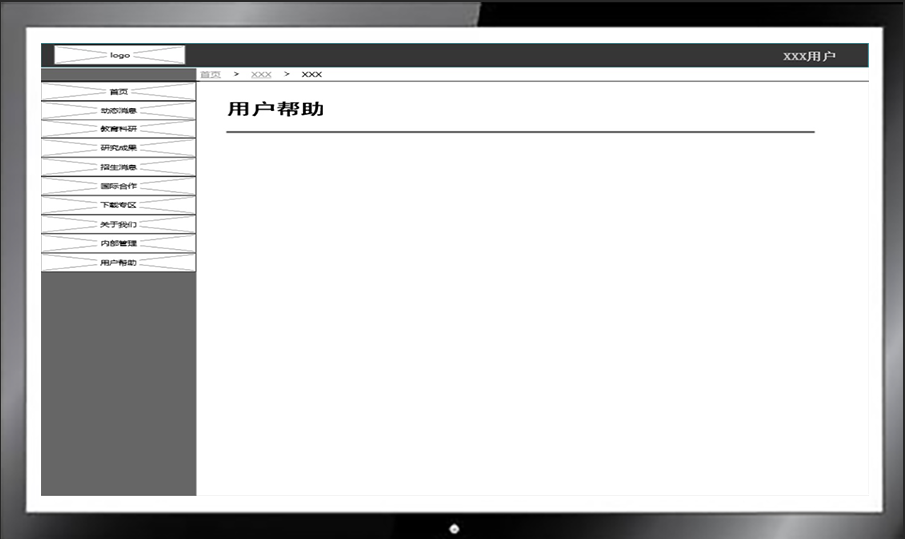 logo
XXX用户
首页 > XXX > XXX
首页
动态消息
教育科研
研究成果
招生消息
国际合作
下载专区
关于我们
内部管理
用户帮助
用户帮助